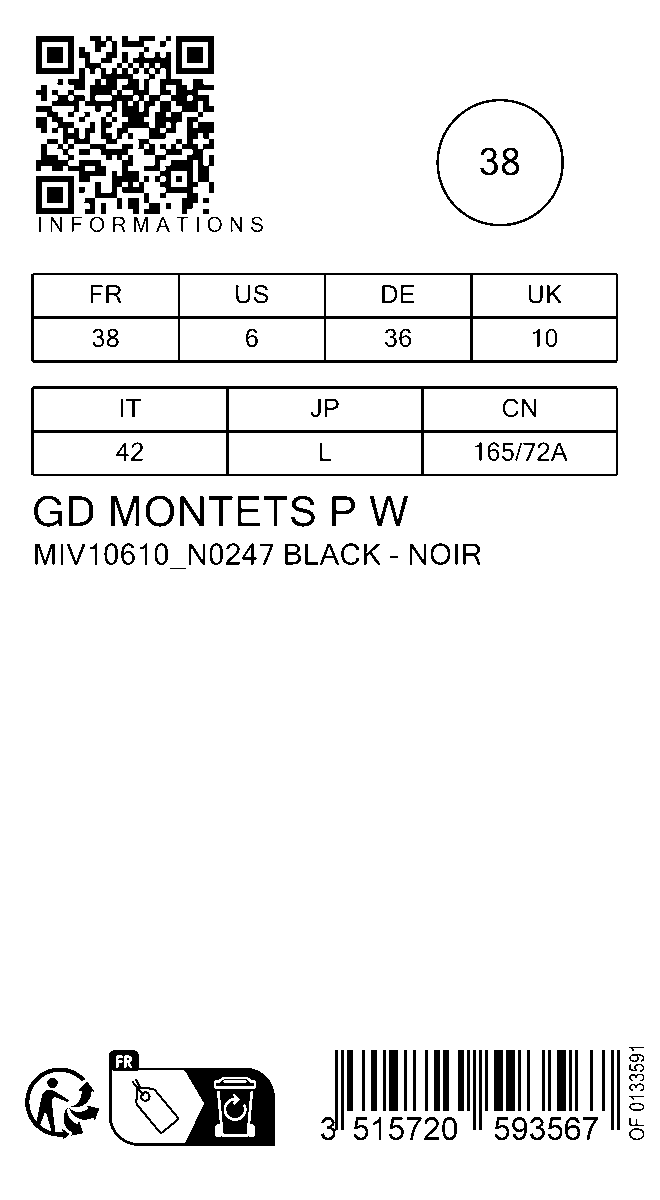 INFORMATIONS
38
FR US DE UK
38 6 36 10
IT JP CN
42 L 165/72A
GD MONTETS P W
MIV10610_N0247 BLACK - NOIR
FR
3 515720 593567
OF 0133591